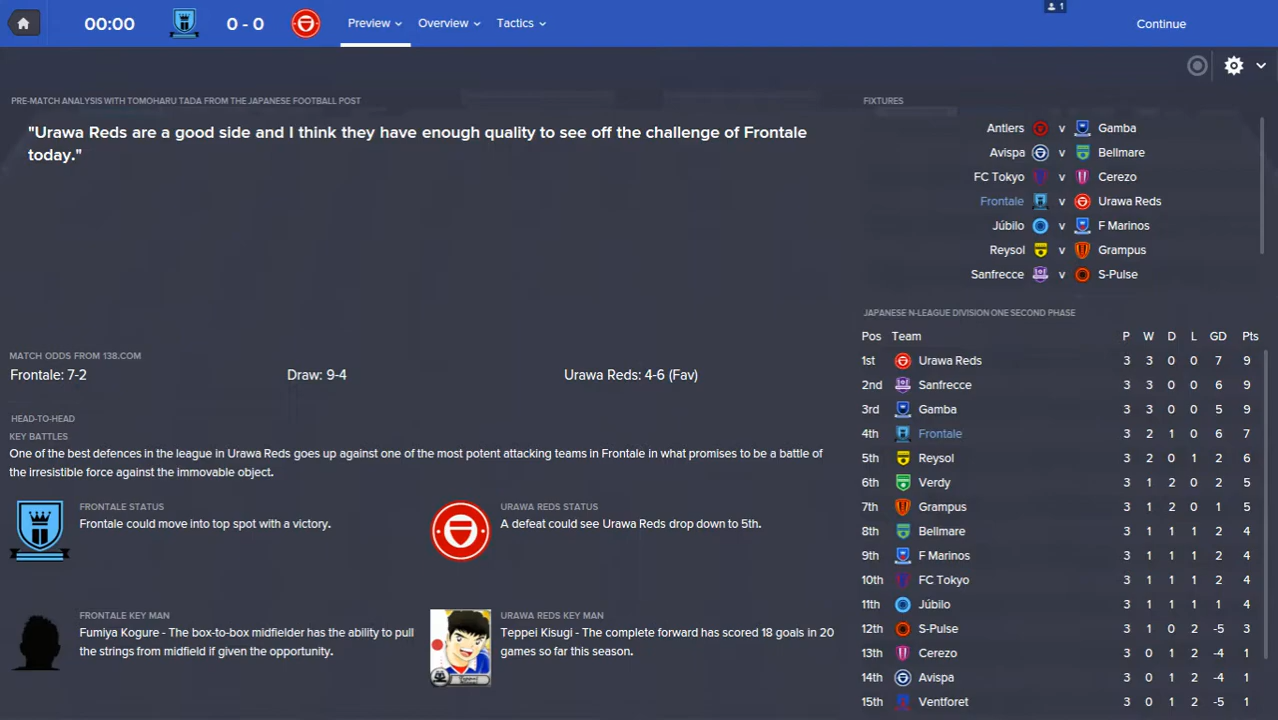 00:00
0 - 0
Preview
Overview
Tactics
1
Continue
PRE-MATCH ANALYSIS WITH TOMOHARU TADA FROM THE JAPANESE FOOTBALL POST
"Urawa Reds are a good side and I think they have enough quality to see off the challenge of Frontale
today."
MATCH ODDS FROM 138.COM
Frontale: 7-2
Draw: 9-4
Urawa Reds: 4-6 (Fav)
HEAD-TO-HEAD
KEY BATTLES
One of the best defences in the league in Urawa Reds goes up against one of the most potent attacking teams in Frontale in what promises to be a battle of
the irresistible force against the immovable object.
FRONTALE STATUS
Frontale could move into top spot with a victory.
URAWA REDS STATUS
A defeat could see Urawa Reds drop down to 5th.
FRONTALE KEY MAN
Fumiya Kogure - The box-to-box midfielder has the ability to pull
the strings from midfield if given the opportunity.
URAWA REDS KEY MAN
Teppei Kisugi - The complete forward has scored 18 goals in 20
games so far this season.
FIXTURES
Antlers v Gamba
Avispa v Bellmare
FC Tokyo v Cerezo
Frontale v Urawa Reds
Júbilo v F Marinos
Reysol v Grampus
Sanfrecce v S-Pulse
JAPANESE N-LEAGUE DIVISION ONE SECOND PHASE
Pos Team P W D L GD Pts
1st Urawa Reds 3 3 0 0 7 9
2nd Sanfrecce 3 3 0 0 6 9
3rd Gamba 3 3 0 0 5 9
4th Frontale 3 2 1 0 6 7
5th Reysol 3 2 0 1 2 6
6th Verdy 3 1 2 0 2 5
7th Grampus 3 1 2 0 1 5
8th Bellmare 3 1 1 1 2 4
9th F Marinos 3 1 1 1 2 4
10th FC Tokyo 3 1 1 1 2 4
11th Júbilo 3 1 1 1 1 4
12th S-Pulse 3 1 0 2 -5 3
13th Cerezo 3 0 1 2 -4 1
14th Avispa 3 0 1 2 -4 1
15th Ventforet 3 0 1 2 -5 1